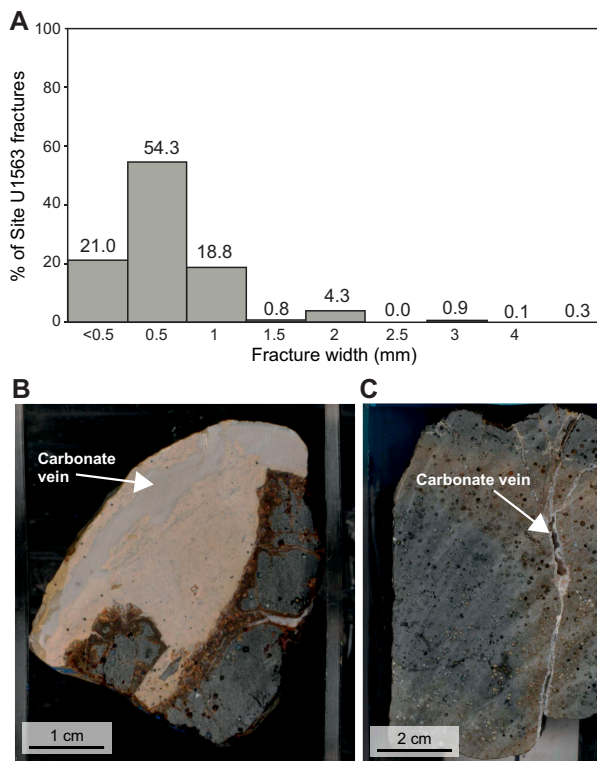 A
% of Site U1563 fractures
100
80
60
40
20
0
21.0
54.3
18.8
0.8
4.3
0.0
0.9
0.1
0.3
<0.5
0.5
1
1.5
2
2.5
3
4
Fracture width (mm)
B
Carbonate
vein
1 cm
C
Carbonate vein
2 cm